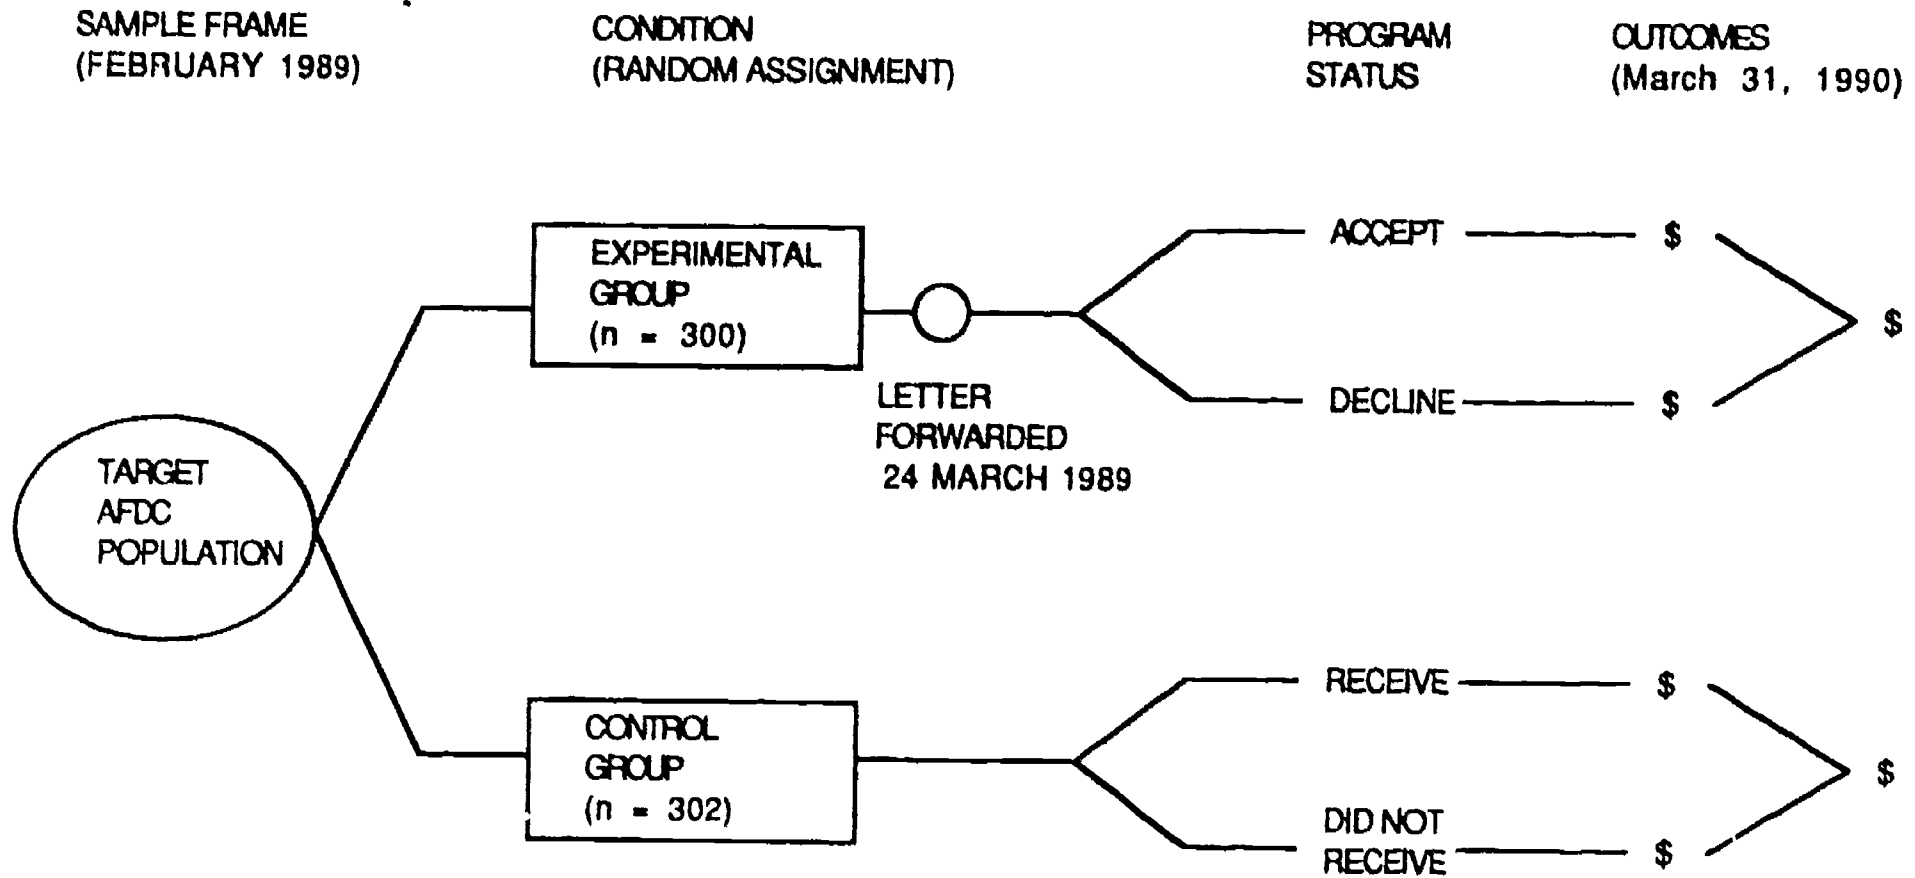 SAMPLE FRAME
(FEBRUARY 1989)
CONDITION
(RANDOM ASSIGNMENT)
PROGRAM
STATUS
OUTCOMES
(March 31, 1990)
EXPERIMENTAL
GROUP
(n = 300)
LETTER
FORWARDED
24 MARCH 1989
ACCEPT
$
DECLINE
$
$
TARGET
AFDC
POPULATION
CONTROL
GROUP
(n = 302)
RECEIVE
$
DID NOT
RECEIVE
$
$